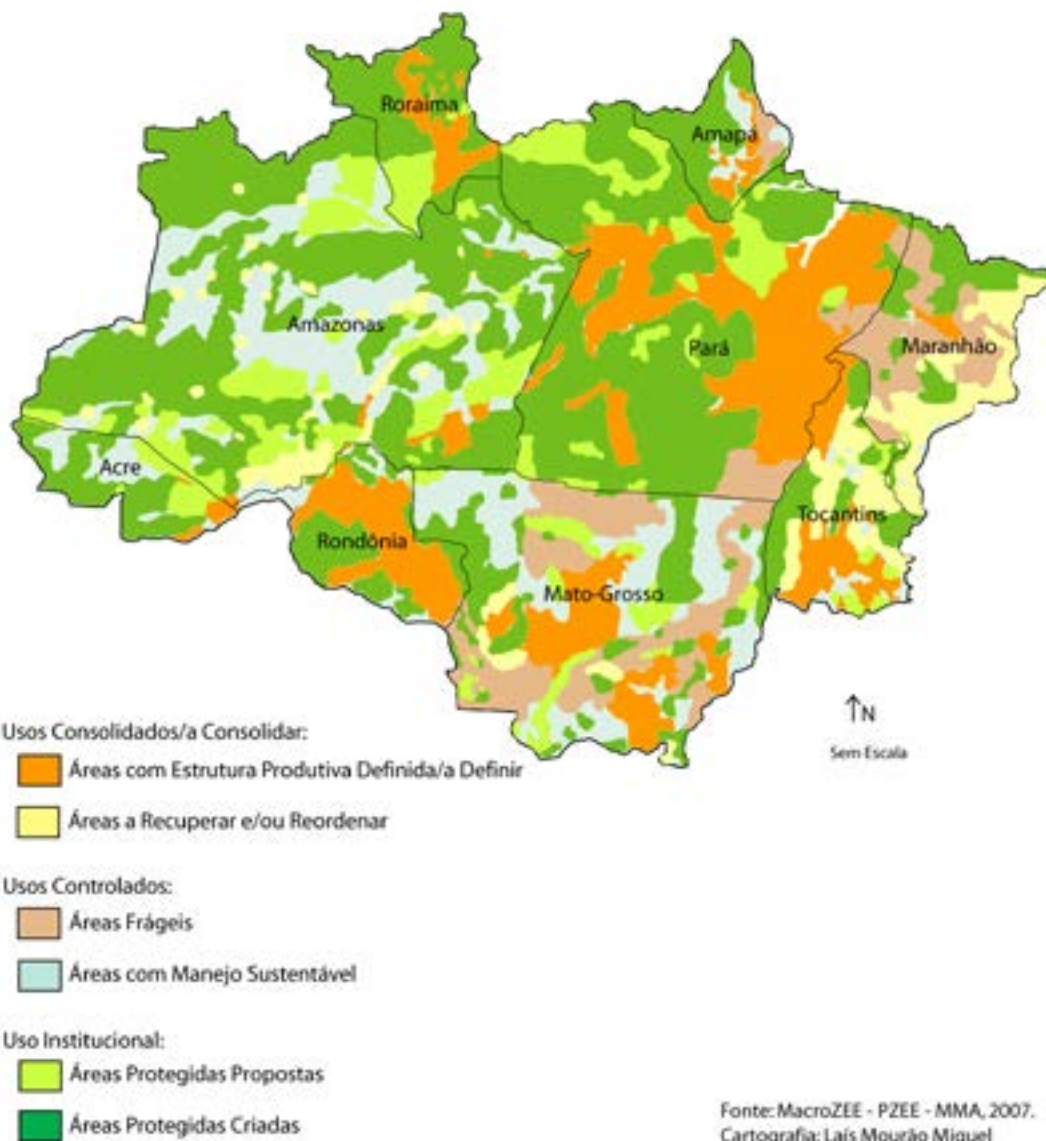 Roraima
Amapá
Amazonas
Pará
Maranhão
Acre
Tocantins
Rondônia
Mato-Grosso
↑N
Sem Escala
Usos Consolidados/a Consolidar:
Áreas com Estrutura Produtiva Definida/a Definir
Áreas a Recuperar e/ou Reordenar
Usos Controlados:
Áreas Frágeis
Áreas com Manejo Sustentável
Uso Institucional:
Áreas Protegidas Propostas
Áreas Protegidas Criadas
Fonte: MacroZEE - PZEE - MMA, 2007.
Cartografia: Laís Mourão Miguel